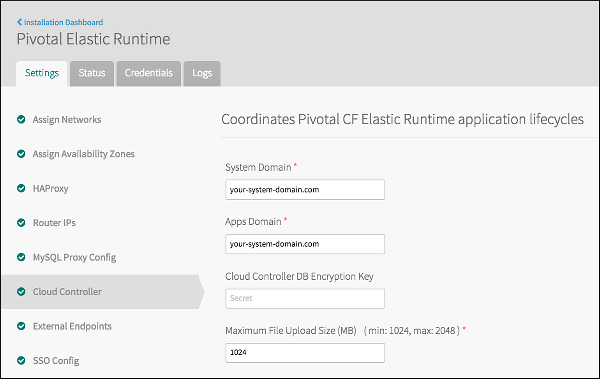 Installation Dashboard
Pivotal Elastic Runtime
Settings Status Credentials Logs
Assign Networks
Assign Availability Zones
HAProxy
Router IPs
MySQL Proxy Config
Cloud Controller
External Endpoints
SSO Config
Coordinates Pivotal CF Elastic Runtime application lifecycles
System Domain *
your-system-domain.com
Apps Domain *
your-system-domain.com
Cloud Controller DB Encryption Key
Secret
Maximum File Upload Size (MB) ( min: 1024, max: 2048 ) *
1024